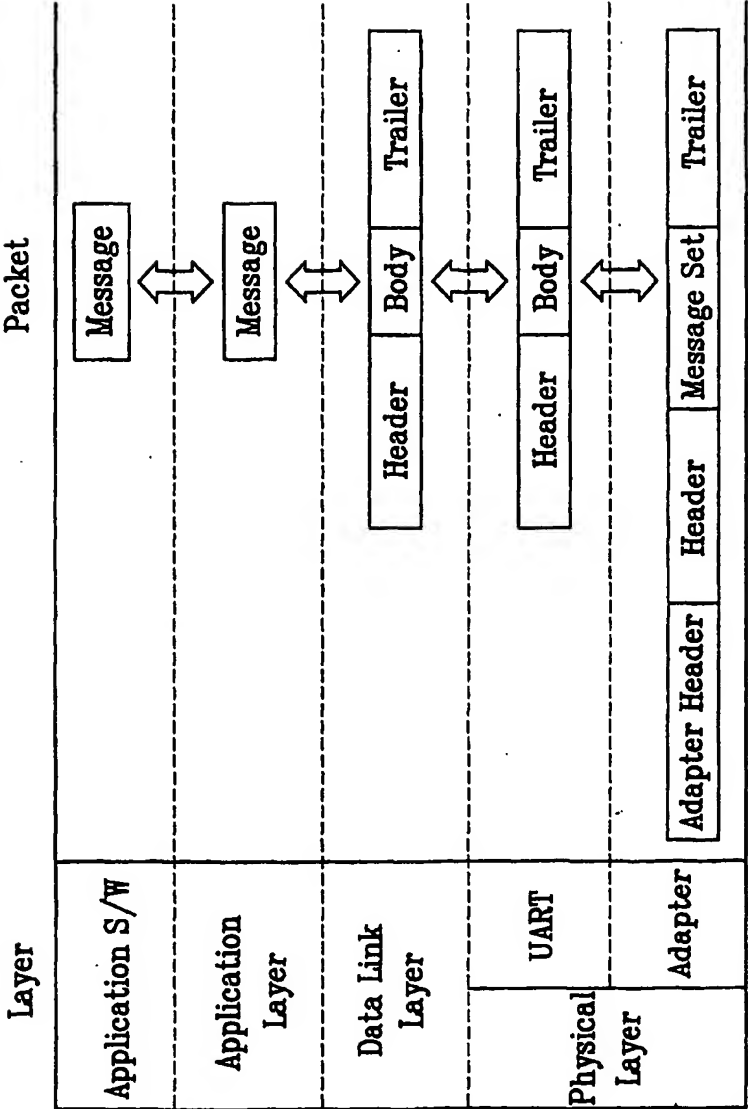 Layer
Packet
Application S/W
Message
Application
Layer
Message
Data Link
Layer
Header
Body
Trailer
Physical
Layer
UART
Header
Body
Trailer
Adapter
Adapter Header
Header
Message Set
Trailer